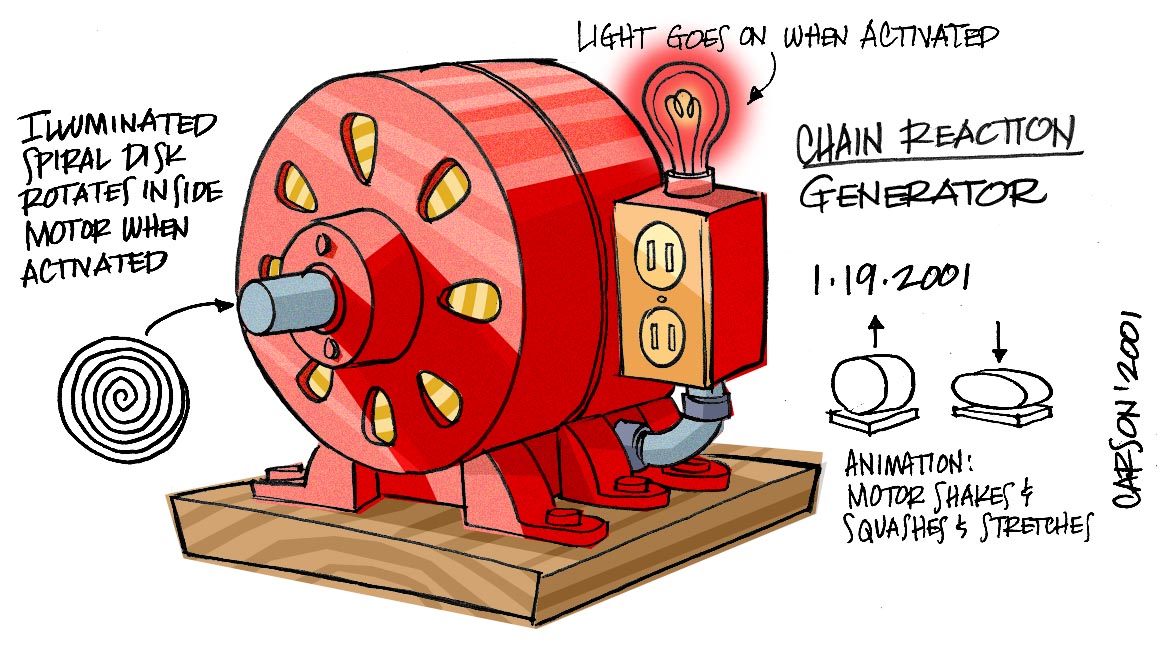 LIGHT GOES ON WHEN ACTIVATED
ILLUMINATED
SPIRAL DISK
ROTATES INSIDE
MOTOR WHEN
ACTIVATED
CHAIN REACTION
GENERATOR
1.19.2001
ANIMATION:
MOTOR SHAKES &
SQUASHES & STRETCHES
CARSON '2001